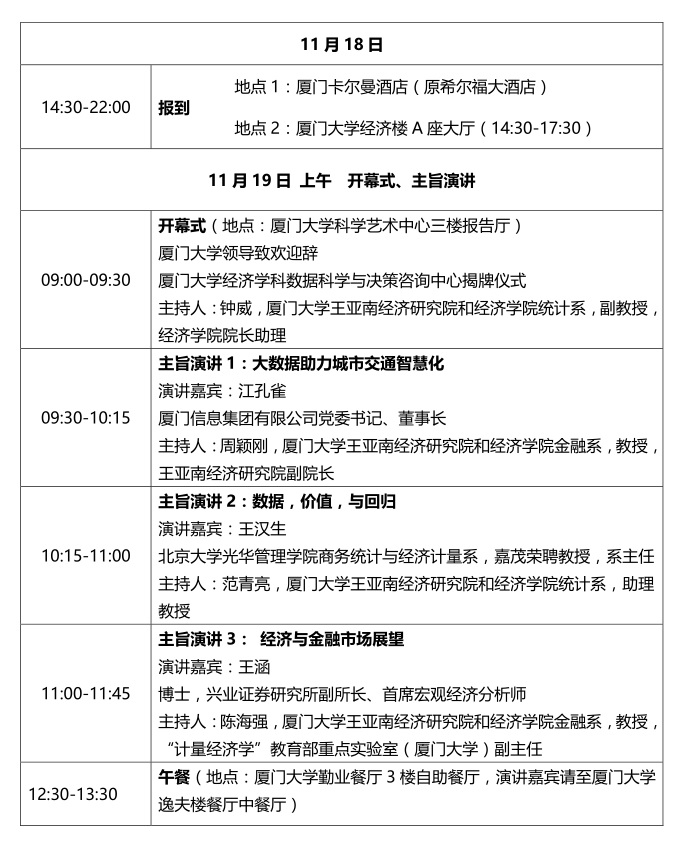 11 月 18 日
14:30-22:00
报到
地点 1：厦门卡尔曼酒店（原希尔福大酒店）
地点 2：厦门大学经济楼 A 座大厅（14:30-17:30）
11 月 19 日 上午　开幕式、主旨演讲
09:00-09:30
开幕式（地点：厦门大学科学艺术中心三楼报告厅）
厦门大学领导致欢迎辞
厦门大学经济学科数据科学与决策咨询中心揭牌仪式
主持人：钟威，厦门大学王亚南经济研究院和经济学院统计系，副教授，
经济学院院长助理
09:30-10:15
主旨演讲 1：大数据助力城市交通智慧化
演讲嘉宾：江孔雀
厦门信息集团有限公司党委书记、董事长
主持人：周颖刚，厦门大学王亚南经济研究院和经济学院金融系，教授，
王亚南经济研究院副院长
10:15-11:00
主旨演讲 2：数据，价值，与回归
演讲嘉宾：王汉生
北京大学光华管理学院商务统计与经济计量系，嘉茂荣聘教授，系主任
主持人：范青亮，厦门大学王亚南经济研究院和经济学院统计系，助理
教授
11:00-11:45
主旨演讲 3： 经济与金融市场展望
演讲嘉宾：王涵
博士，兴业证券研究所副所长、首席宏观经济分析师
主持人：陈海强，厦门大学王亚南经济研究院和经济学院金融系，教授，
“计量经济学”教育部重点实验室（厦门大学）副主任
12:30-13:30
午餐（地点：厦门大学勤业餐厅 3 楼自助餐厅，演讲嘉宾请至厦门大学
逸夫楼餐厅中餐厅）